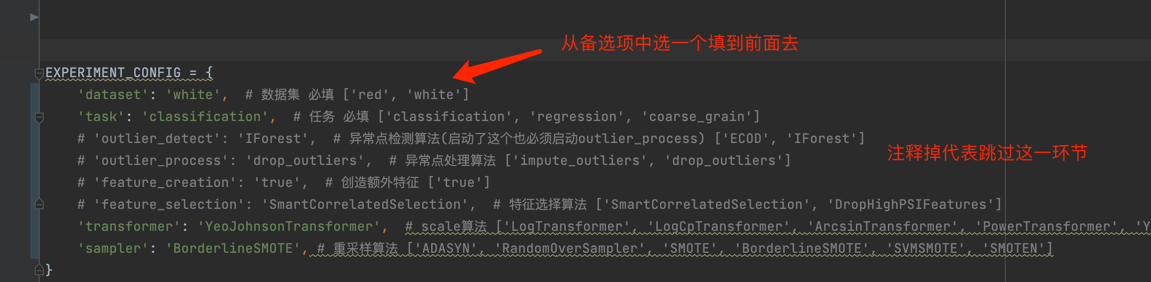 从备选项中选一个填到前面去
EXPERIMENT_CONFIG = {
'dataset': 'white',  # 数据集 必填 ['red', 'white']
'task': 'classification',  # 任务 必填 ['classification', 'regression', 'coarse_grain']
# 'outlier_detect': 'IForest',  # 异常点检测算法(启动了这个也必须启动outlier_process) ['ECOD', 'IForest']
# 'outlier_process': 'drop_outliers',  # 异常点处理算法 ['impute_outliers', 'drop_outliers']
注释掉代表跳过这一环节
# 'feature_creation': 'true',  # 创造额外特征 ['true']
# 'feature_selection': 'SmartCorrelatedSelection',  # 特征选择算法 ['SmartCorrelatedSelection', 'DropHighPSIFeatures']
'transformer': 'YeoJohnsonTransformer',  # scale算法 ['LogTransformer', 'LogCpTransformer', 'ArcsinTransformer', 'PowerTransformer', 'Y
'sampler': 'BorderlineSMOTE', # 重采样算法 ['ADASYN', 'RandomOverSampler', 'SMOTE', 'BorderlineSMOTE', 'SVMSMOTE', 'SMOTEN']
}